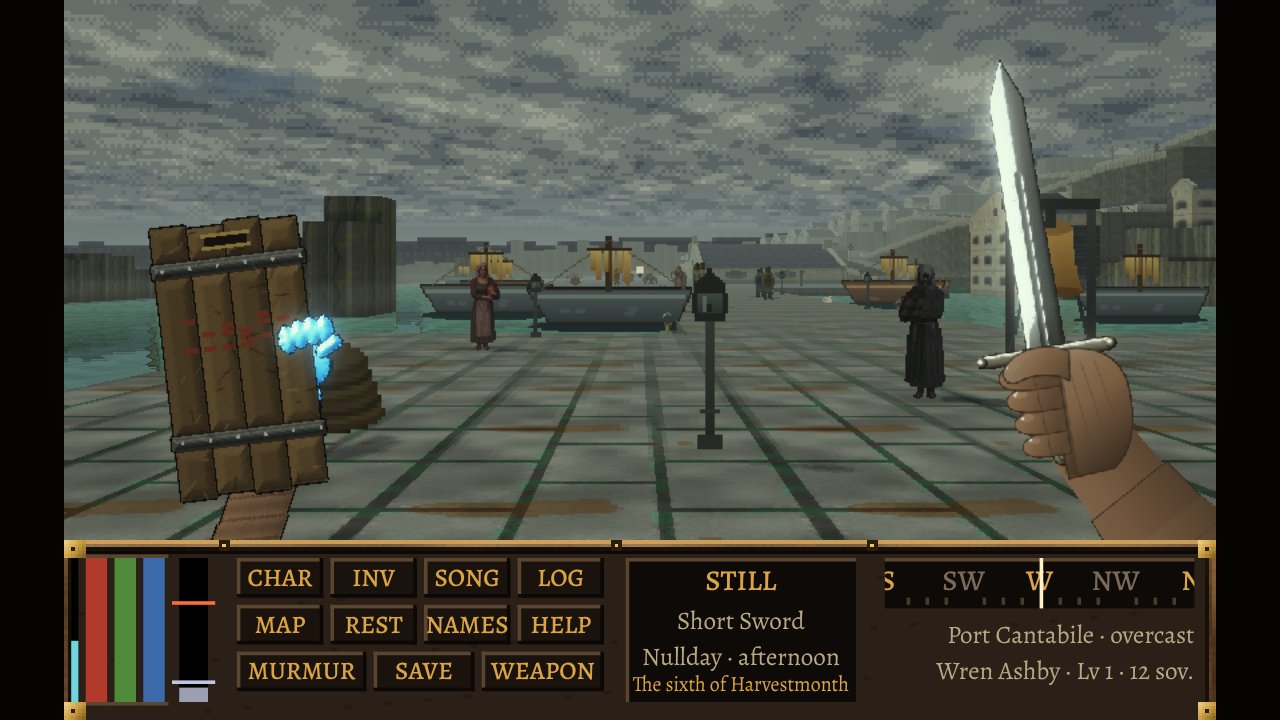 CHAR INV SONG LOG
MAP REST NAMES HELP
MURMUR SAVE WEAPON
STILL
Short Sword
Nullday · afternoon
The sixth of Harvestmonth
S SW W NW N
Port Cantabile · overcast
Wren Ashby · Lv 1 · 12 sov.